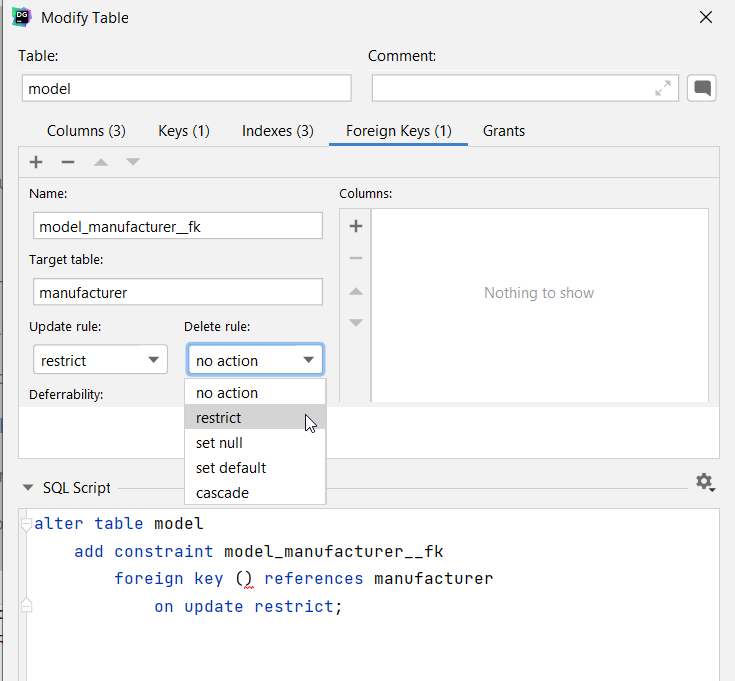 DG
Modify Table
Table:
Comment:
model
Columns (3)
Keys (1)
Indexes (3)
Foreign Keys (1)
Grants
Name:
model_manufacturer__fk
Target table:
manufacturer
Update rule:
Delete rule:
restrict
no action
Deferrability:
no action
restrict
set null
set default
cascade
Columns:
Nothing to show
SQL Script
alter table model
add constraint model_manufacturer__fk
foreign key () references manufacturer
on update restrict;